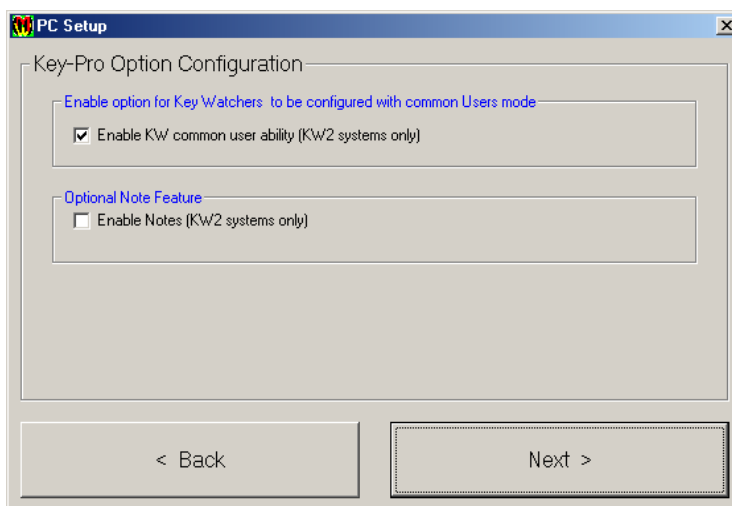 PC Setup
Key-Pro Option Configuration
Enable option for Key Watchers to be configured with common Users mode
Enable KW common user ability (KW2 systems only)
Optional Note Feature
Enable Notes (KW2 systems only)
< Back
Next >